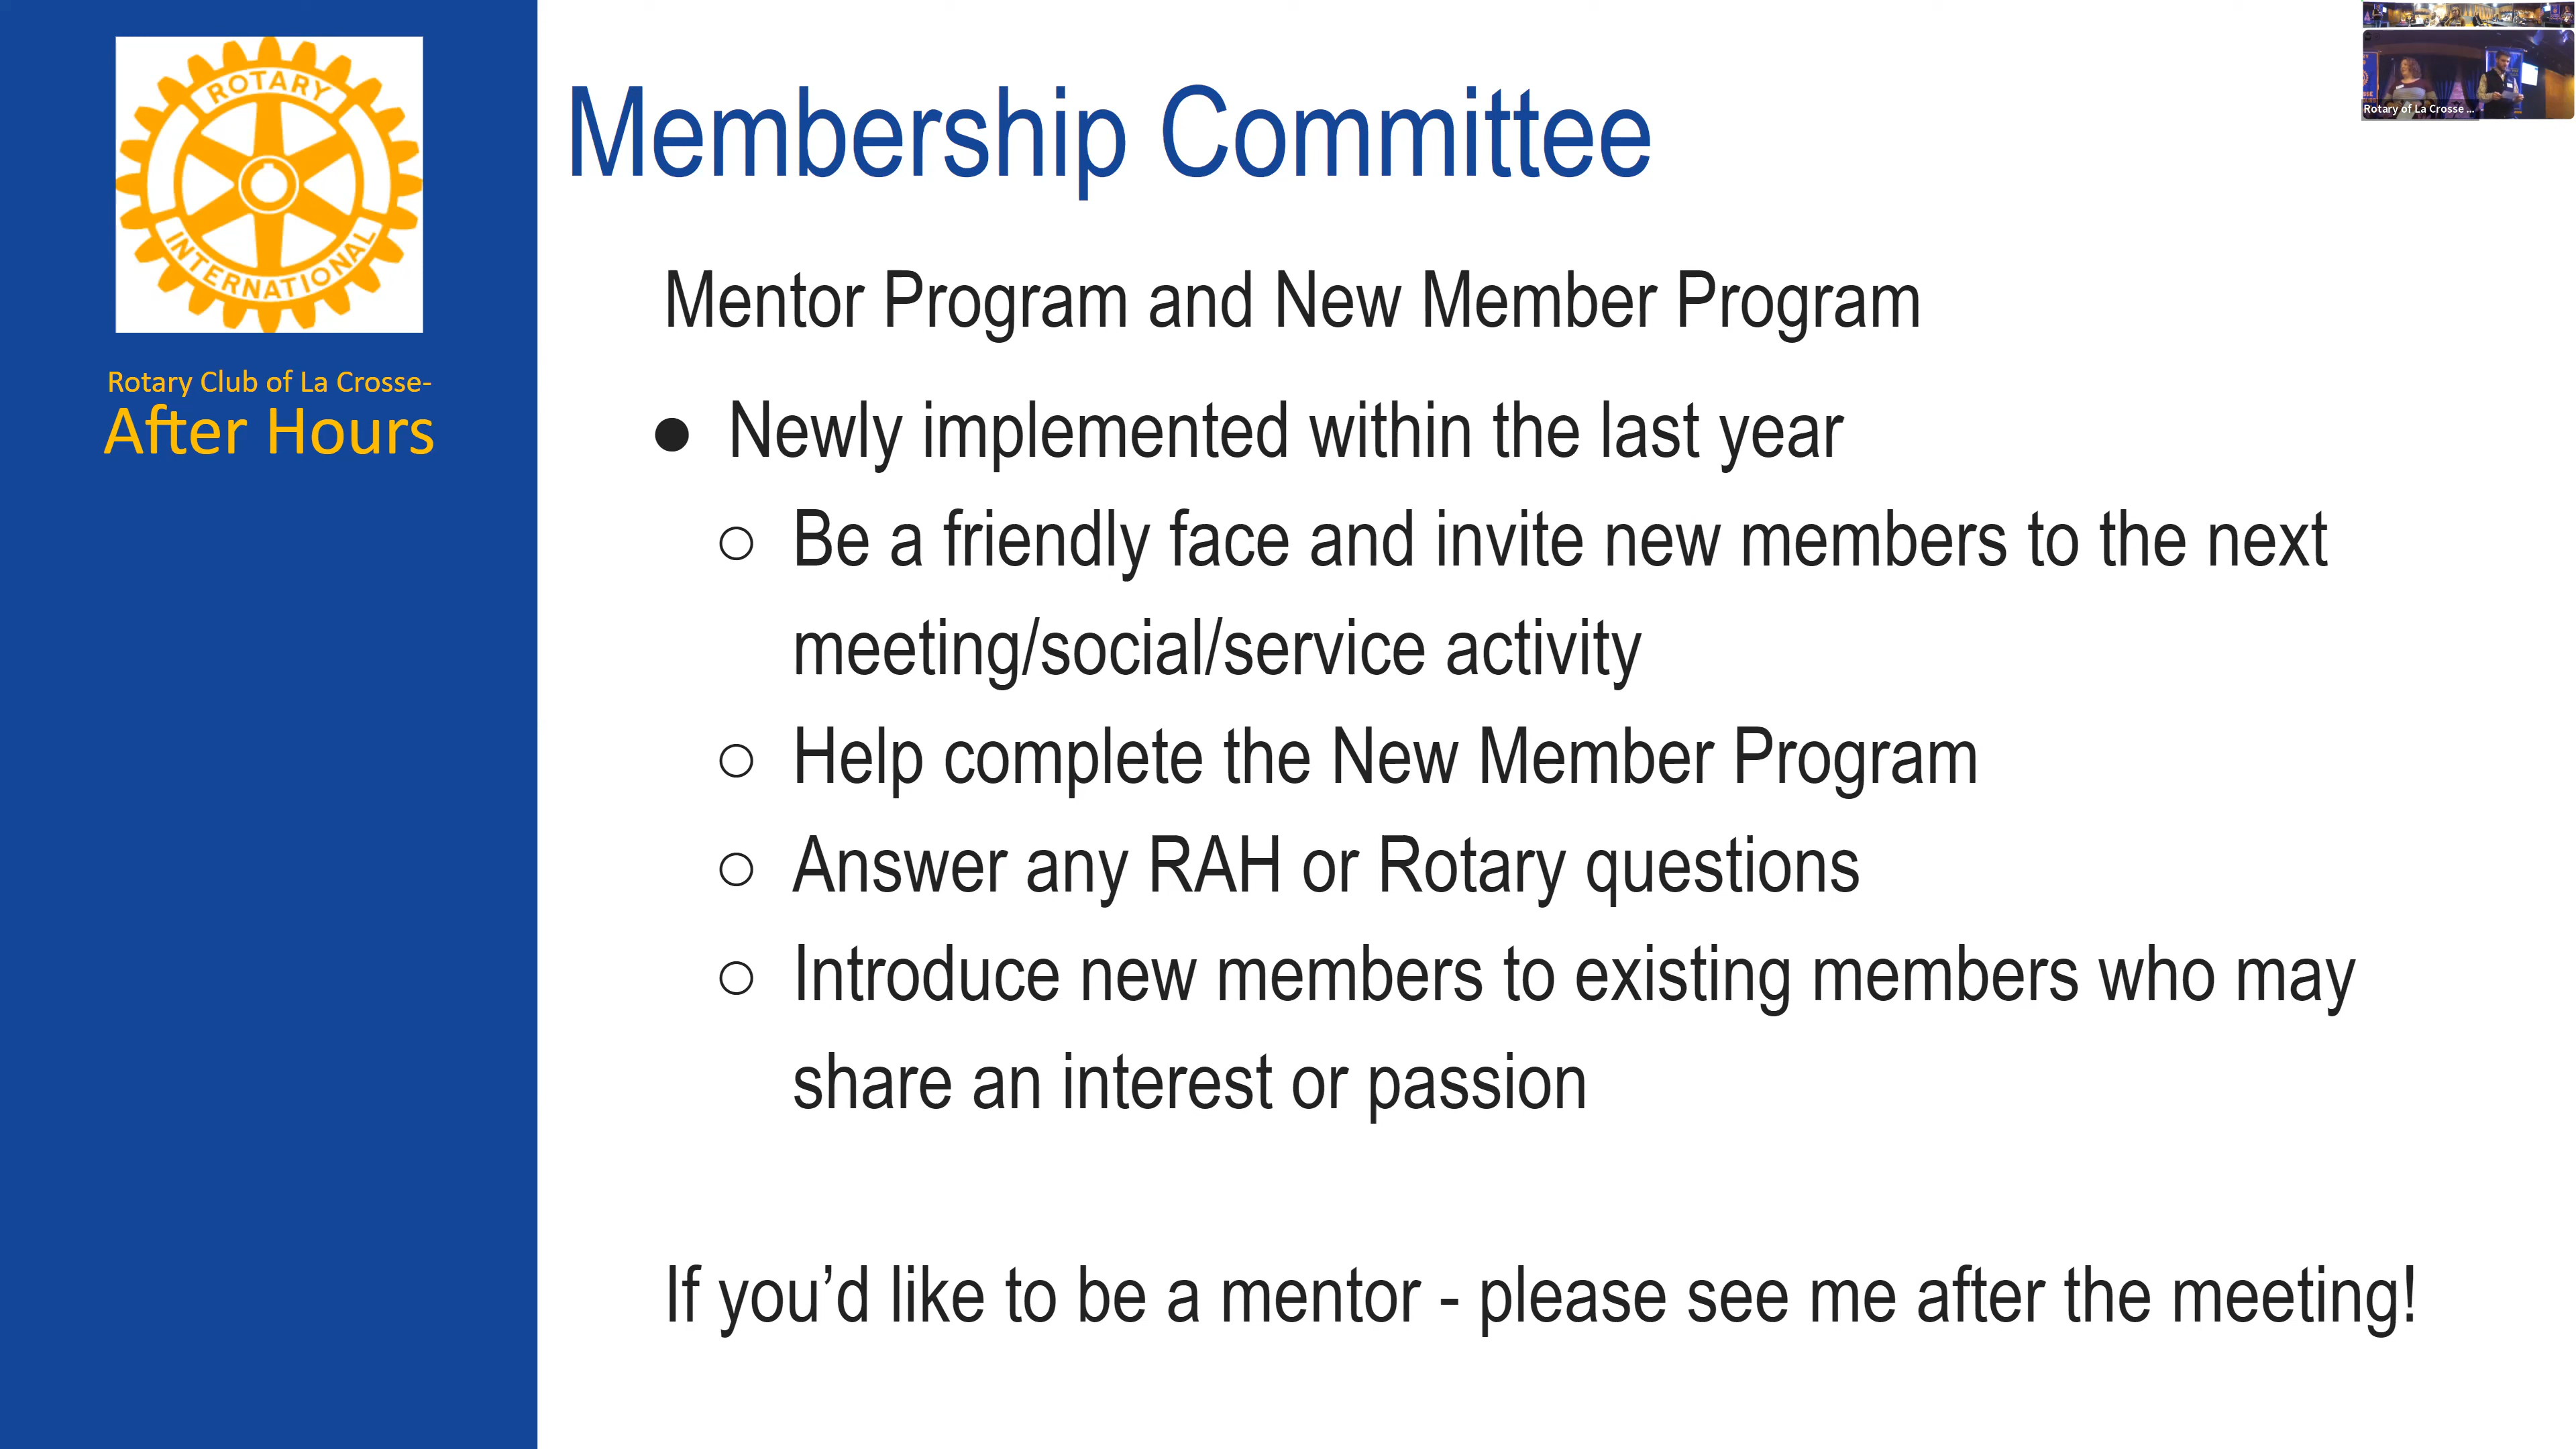 ROTARY
INTERNATIONAL
Rotary Club of La Crosse-
After Hours
Membership Committee
Mentor Program and New Member Program
● Newly implemented within the last year
○ Be a friendly face and invite new members to the next
meeting/social/service activity
○ Help complete the New Member Program
○ Answer any RAH or Rotary questions
○ Introduce new members to existing members who may
share an interest or passion
If you’d like to be a mentor - please see me after the meeting!
Rotary of La Crosse ...